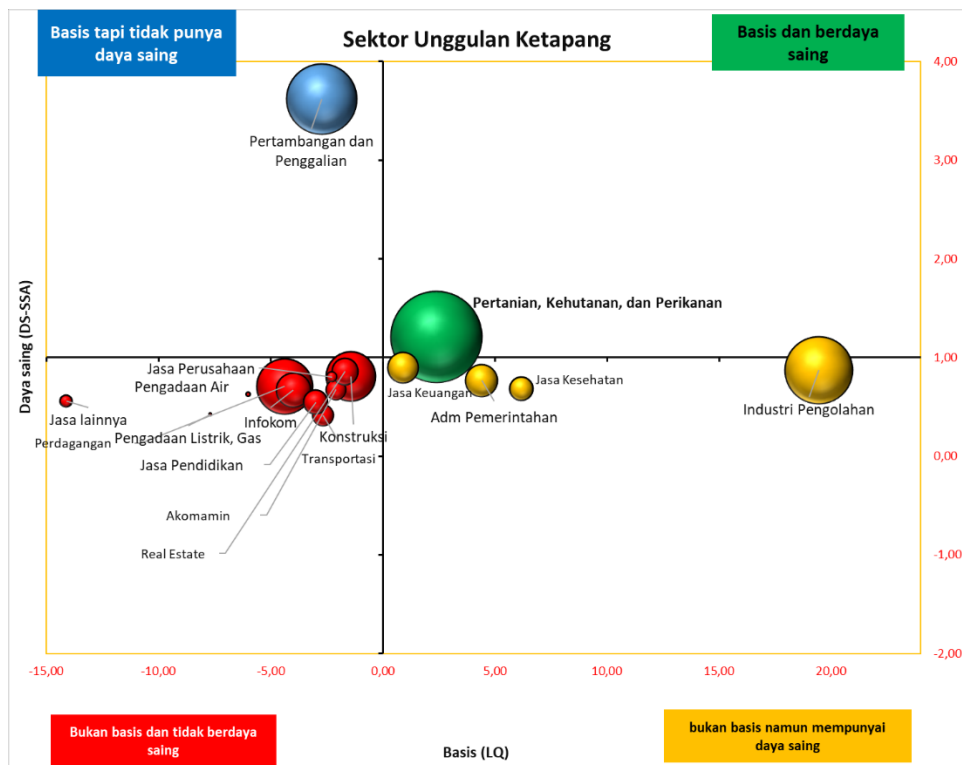 Basis tapi tidak punya
daya saing
Sektor Unggulan Ketapang
Basis dan berdaya
saing
4,00
Pertambangan dan
Penggalian
3,00
2,00
Daya saing (DS-SSA)
Pertanian, Kehutanan, dan Perikanan
1,00
Jasa Perusahaan
Pengadaan Air
Jasa Keuangan
Jasa Kesehatan
Adm Pemerintahan
Industri Pengolahan
Jasa lainnya
Infokom
Perdagangan
Pengadaan Listrik, Gas
Konstruksi
Transportasi
Jasa Pendidikan
0,00
Akomamin
Real Estate
-1,00
-2,00
-15,00
-10,00
-5,00
0,00
5,00
10,00
15,00
20,00
Bukan basis dan tidak berdaya
saing
Basis (LQ)
bukan basis namun mempunyai
daya saing